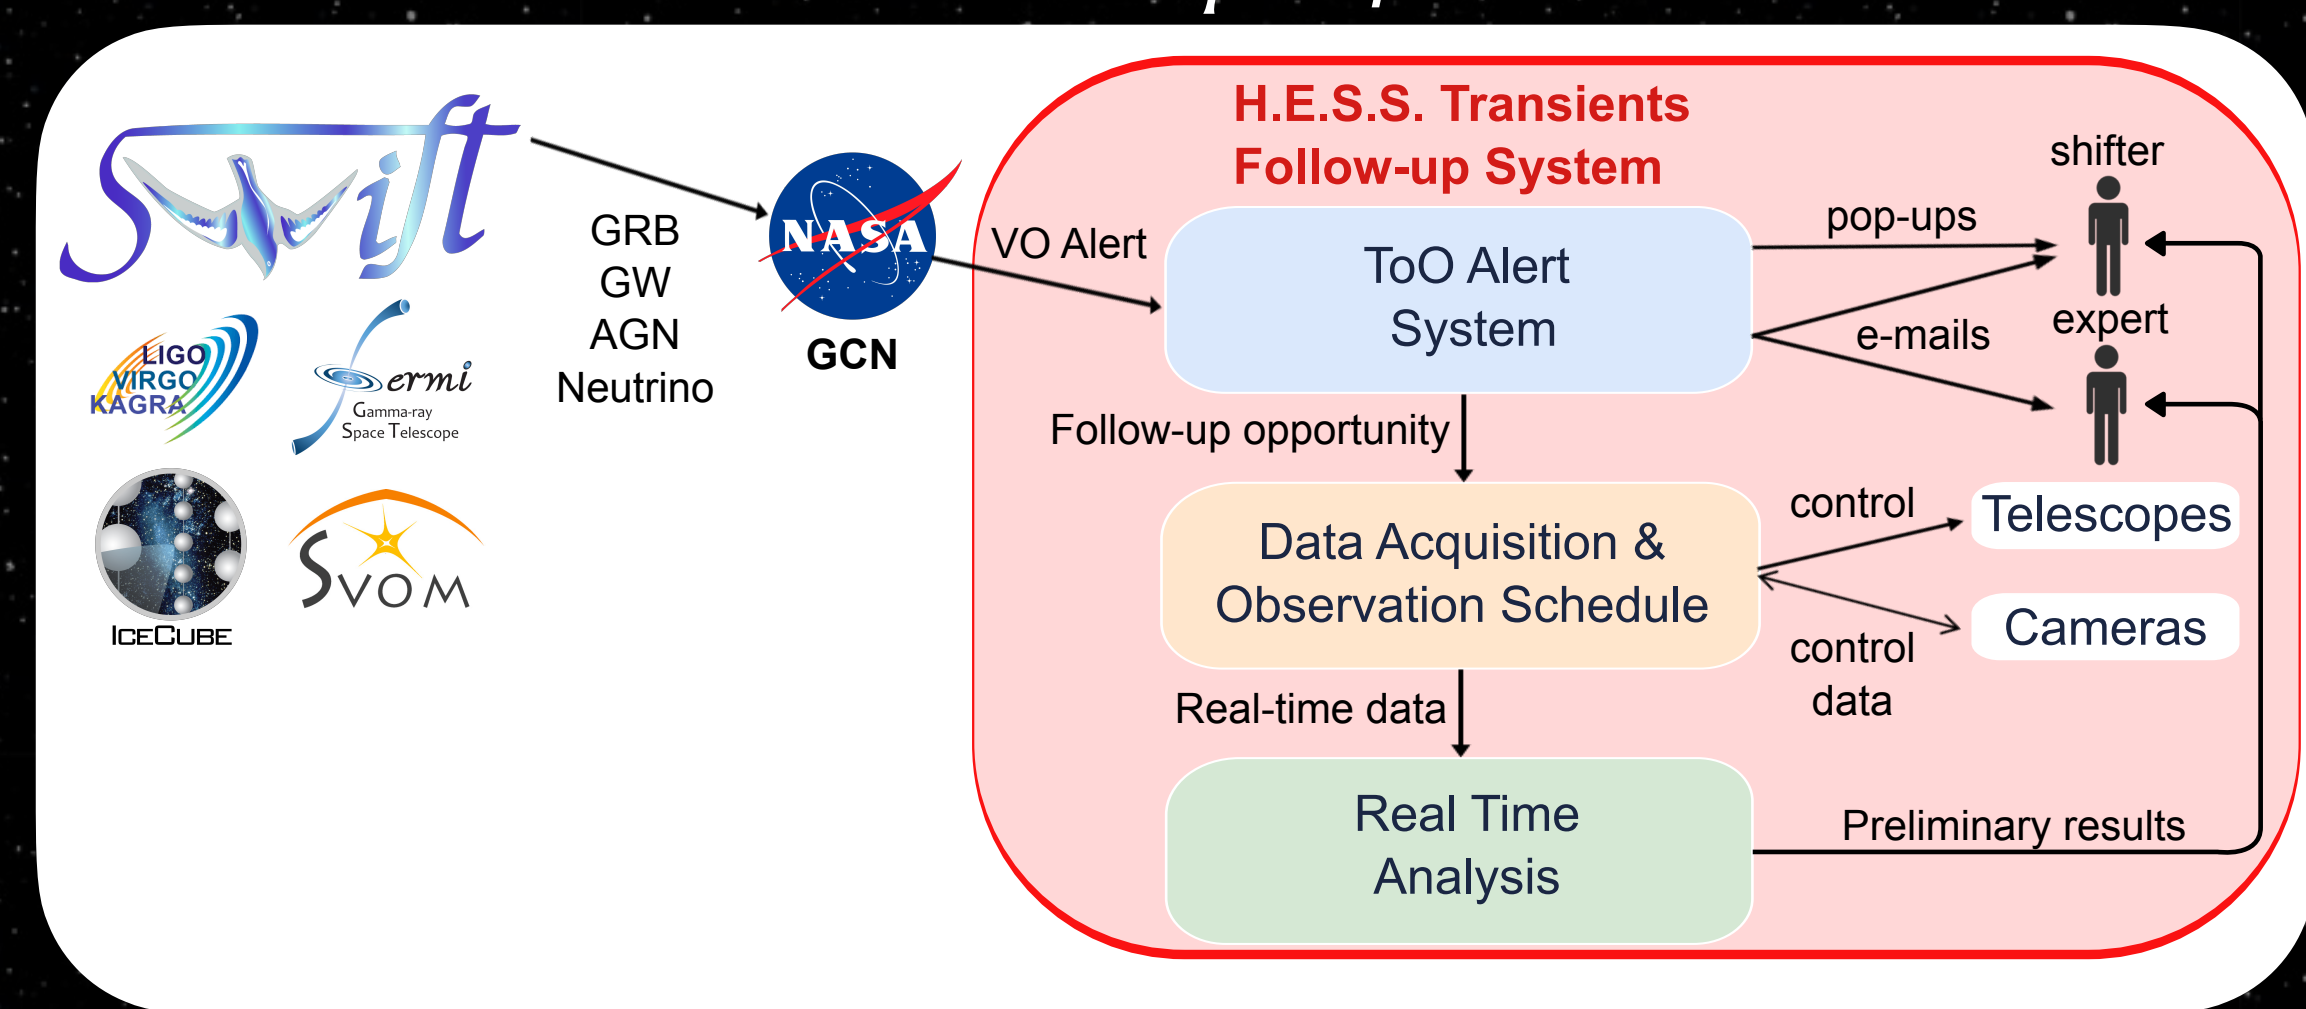 Swift
LIGO
VIRGO
KAGRA
Fermi
Gamma-ray
Space Telescope
ICECUBE
SVOM
GRB
GW
AGN
Neutrino
NASA
GCN
VO Alert
H.E.S.S. Transients
Follow-up System
ToO Alert
System
pop-ups
e-mails
shifter
expert
Follow-up opportunity
Data Acquisition &
Observation Schedule
control
Telescopes
Cameras
control
data
Real-time data
Real Time
Analysis
Preliminary results